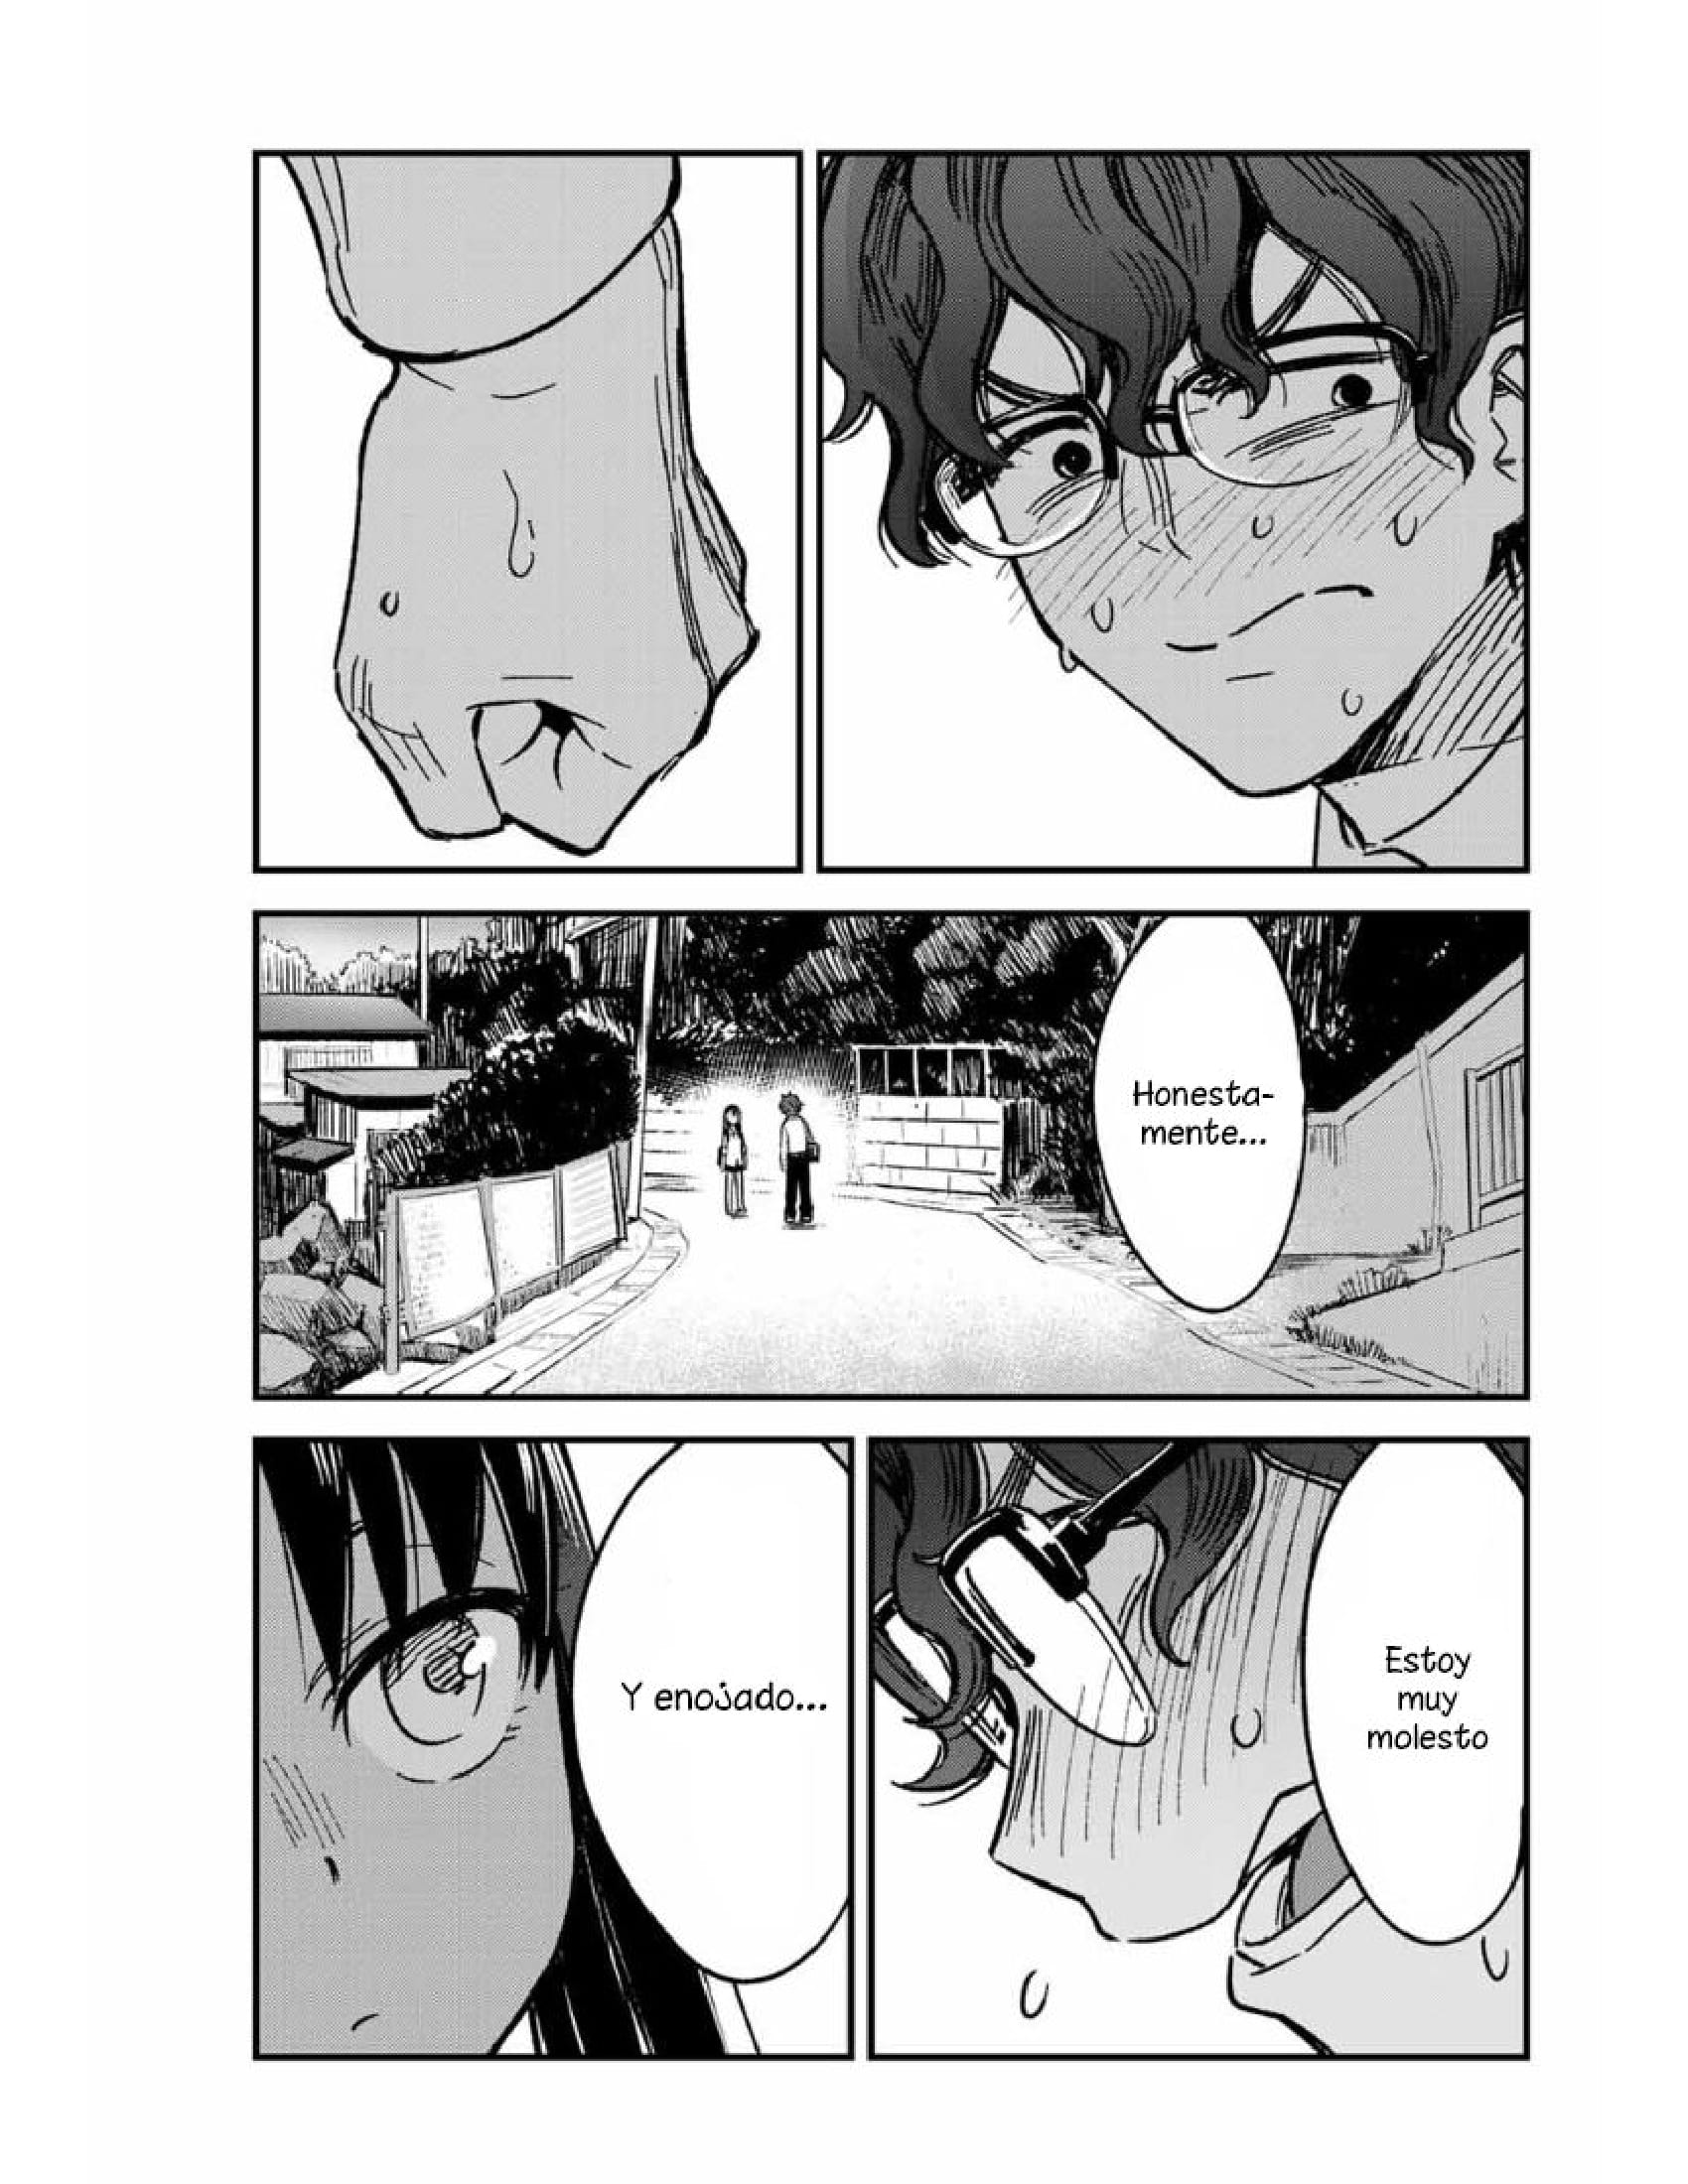 Honesta-
mente...
Estoy
muy
molesto
Y enojado...